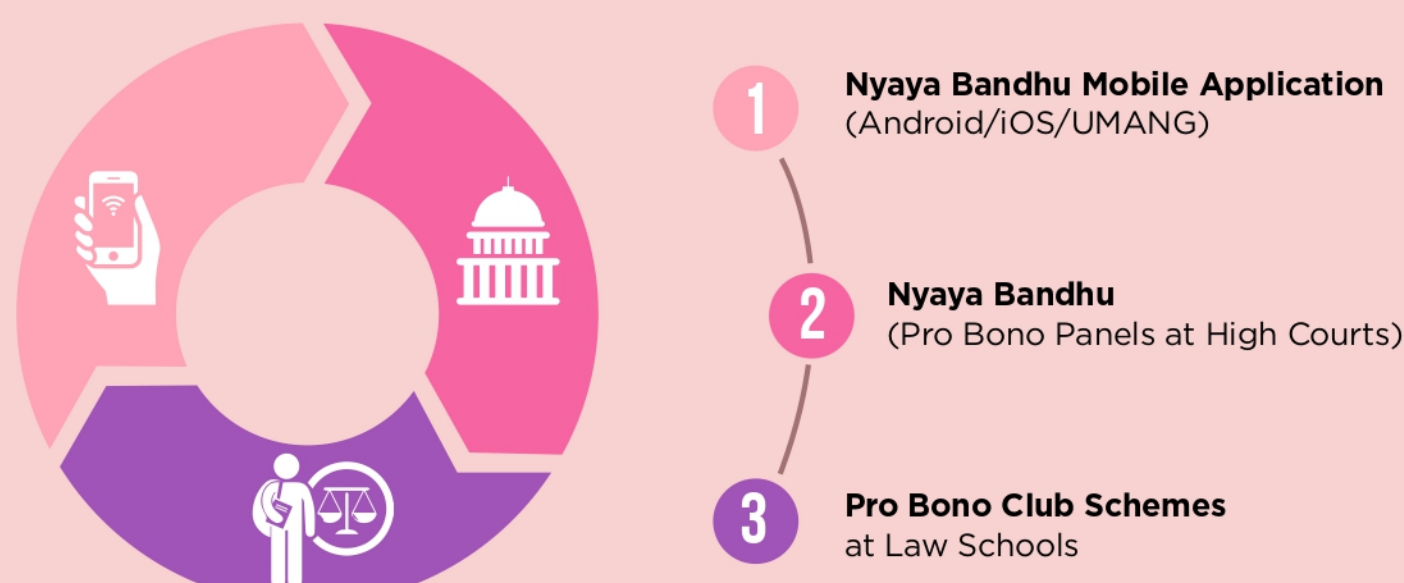 1
Nyaya Bandhu Mobile Application
(Android/iOS/UMANG)
2
Nyaya Bandhu
(Pro Bono Panels at High Courts)
3
Pro Bono Club Schemes
at Law Schools